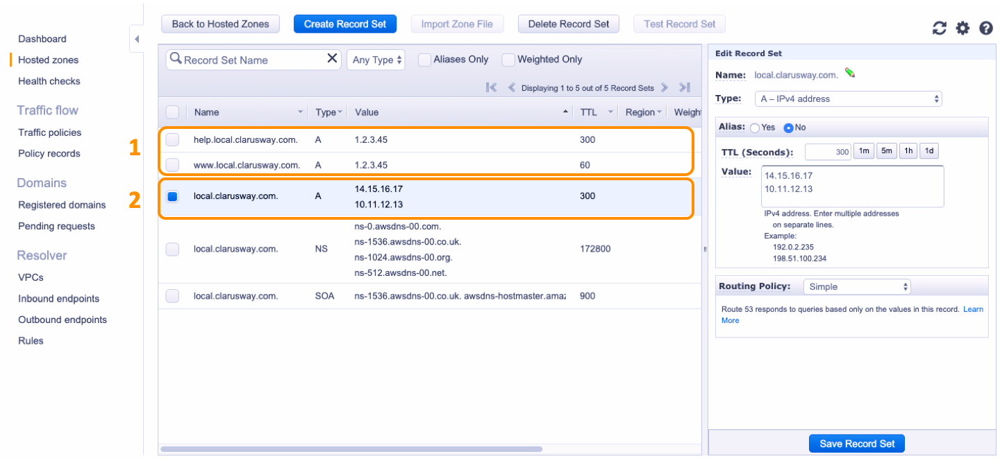 Back to Hosted Zones Create Record Set Import Zone File Delete Record Set Test Record Set
Dashboard
Hosted zones
Health checks
Traffic flow
Traffic policies
Policy records
Domains
Registered domains
Pending requests
Resolver
VPCs
Inbound endpoints
Outbound endpoints
Rules
Record Set Name Any Type Aliases Only Weighted Only
Displaying 1 to 5 out of 5 Record Sets
Name Type Value TTL Region Weight
1
help.local.clarusway.com. A 1.2.3.45 300
www.local.clarusway.com. A 1.2.3.45 60
2
local.clarusway.com. A 14.15.16.17 300
10.11.12.13
ns-0.awsdns-00.com.
local.clarusway.com. NS ns-1536.awsdns-00.co.uk. 172800
ns-1024.awsdns-00.org.
ns-512.awsdns-00.net.
local.clarusway.com. SOA ns-1536.awsdns-00.co.uk. awsdns-hostmaster.amaz 900
Edit Record Set
Name: local.clarusway.com.
Type: A – IPv4 address
Alias: Yes No
TTL (Seconds): 300 1m 5m 1h 1d
Value: 14.15.16.17
10.11.12.13
IPv4 address. Enter multiple addresses
on separate lines.
Example:
192.0.2.235
198.51.100.234
Routing Policy: Simple
Route 53 responds to queries based only on the values in this record. Learn
More
Save Record Set